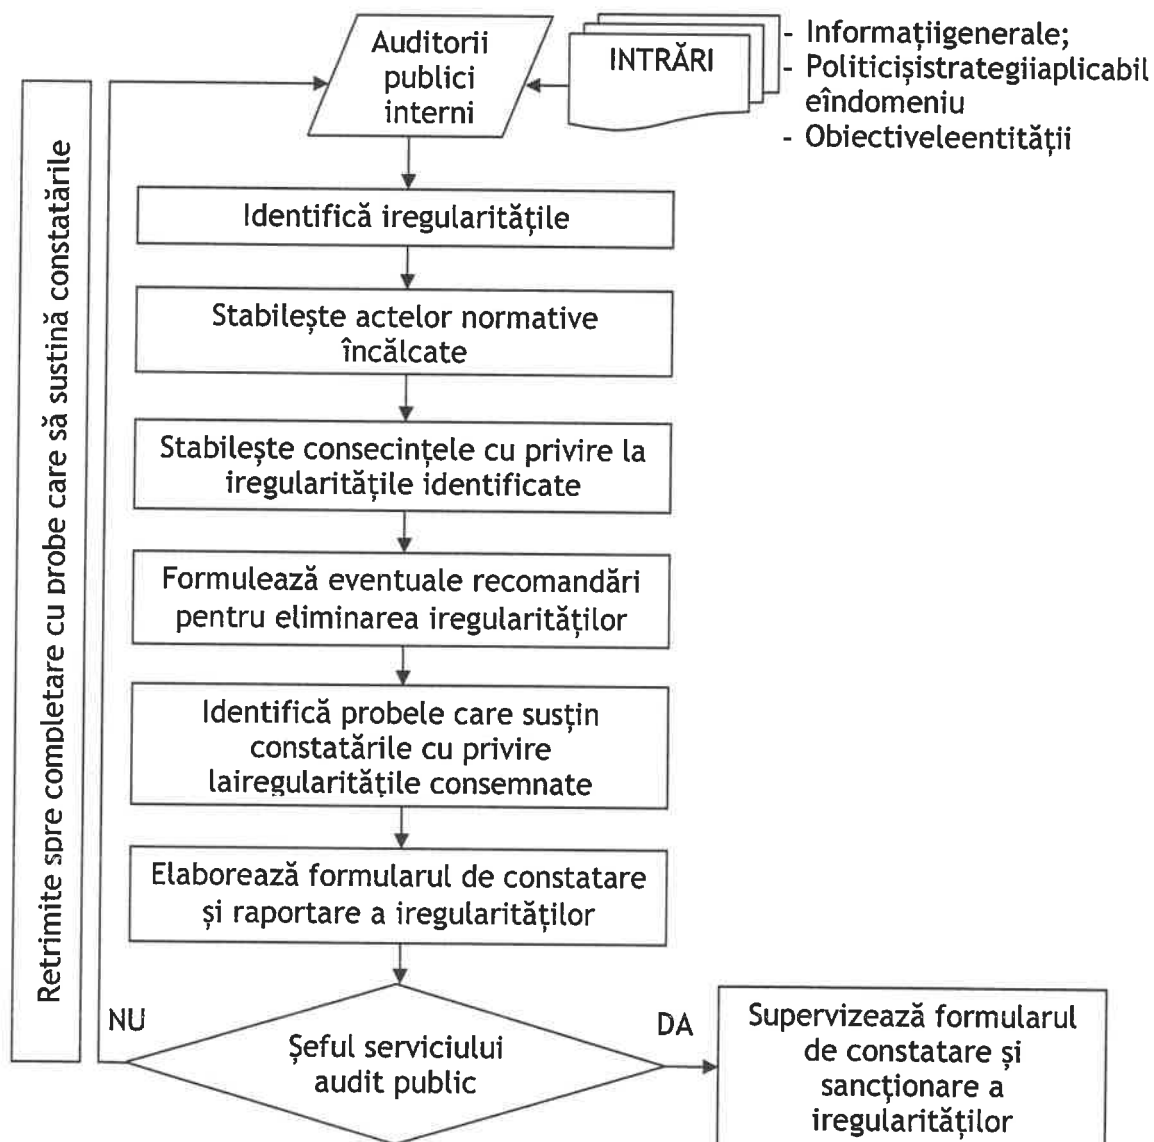 Auditorii
publici
interni
INTRĂRI
- Informațiigenerale;
- Politicișistrategiiaplicabil
eîndomeniu
- Obiectiveleentității
Identifică iregularitățile
Stabilește actelor normative
încălcate
Stabilește consecințele cu privire la
iregularitățile identificate
Formulează eventuale recomandări
pentru eliminarea iregularităților
Identifică probele care susțin
constatările cu privire
lairegularitățile consemnate
Elaborează formularul de constatare
și raportare a iregularităților
NU
Șeful serviciului
audit public
DA
Supervizează formularul
de constatare și
sancționare a
iregularităților
Retrimite spre completare cu probe care să sustină constatările